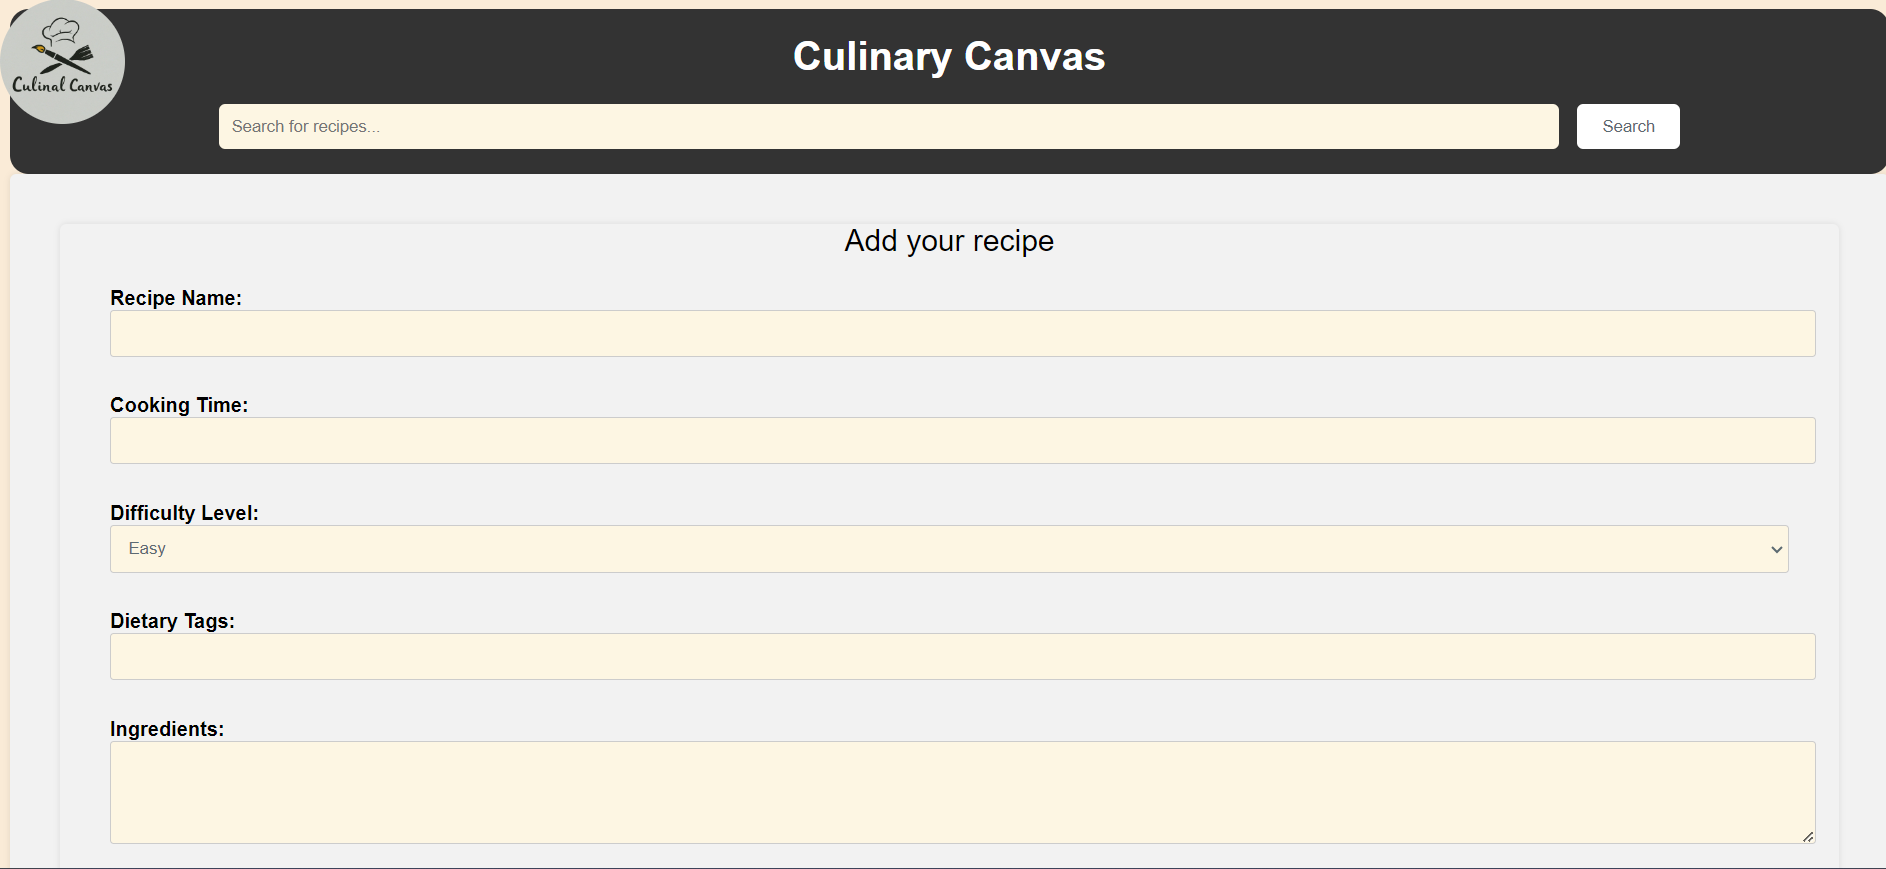 Culinal Canvas
Culinary Canvas
Search for recipes...
Search
Add your recipe
Recipe Name:
Cooking Time:
Difficulty Level:
Easy
Dietary Tags:
Ingredients: